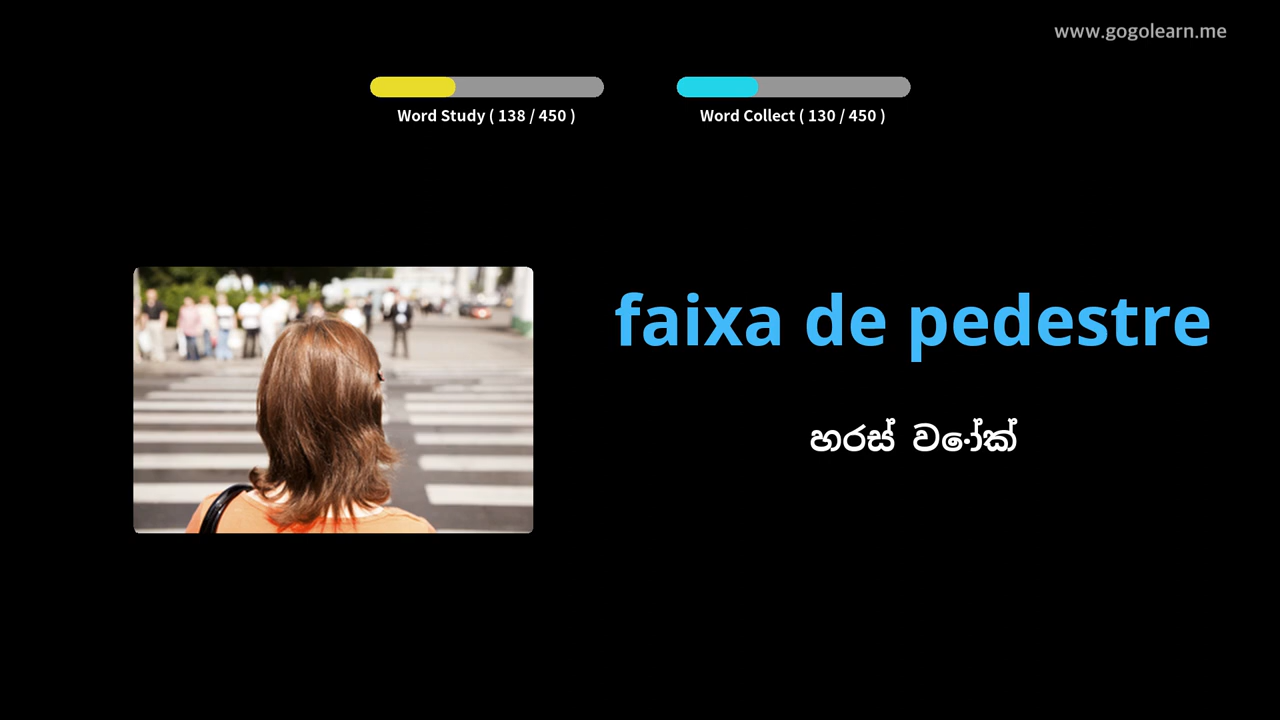 www.gogolearn.me
Word Study ( 138 / 450 )
Word Collect ( 130 / 450 )
faixa de pedestre
හරස් වෝක්